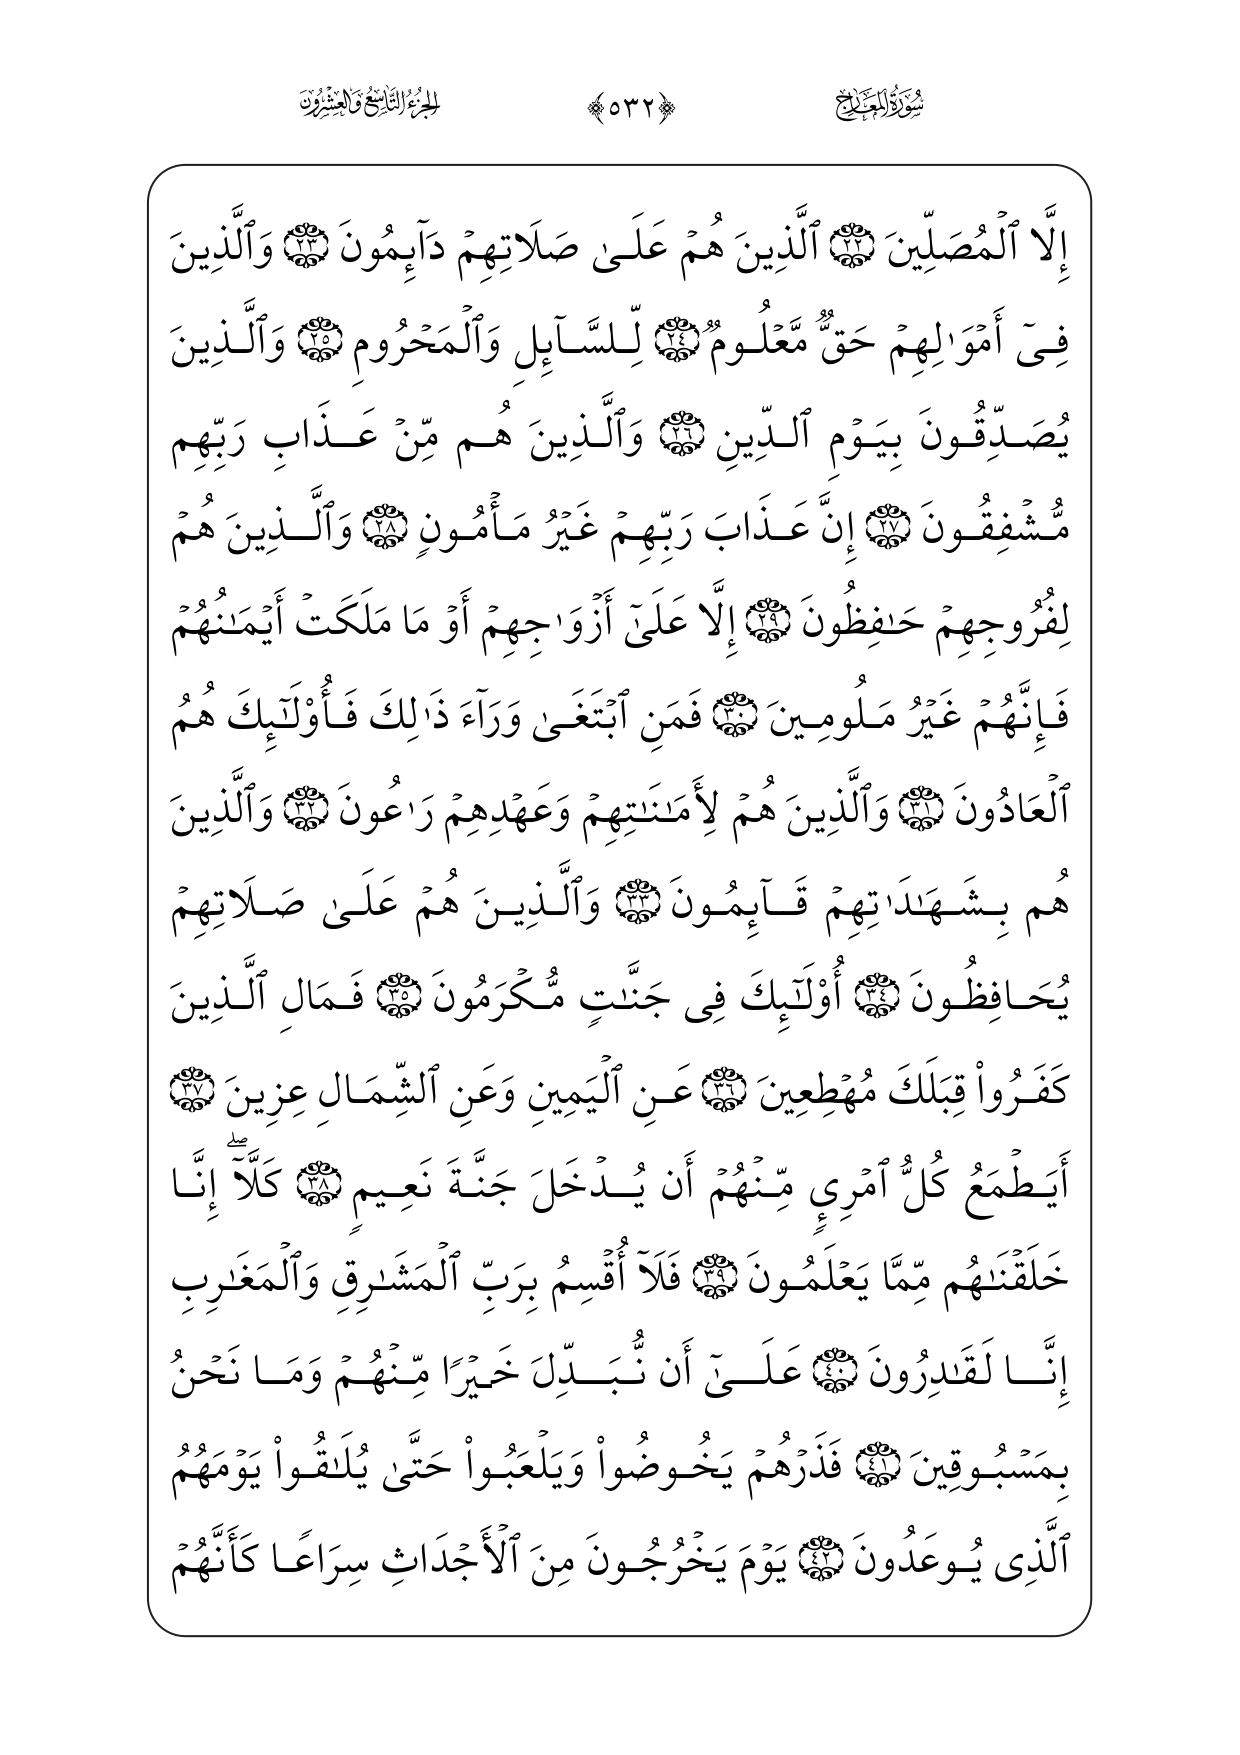 سُورَةُ المَعَارِجِ ﴿٥٣٢﴾ الجُزْءُ التَّاسِعُ وَالعِشْرُونَ
إِلَّا ٱلۡمُصَلِّينَ ٢٢ ٱلَّذِينَ هُمۡ عَلَىٰ صَلَاتِهِمۡ دَآئِمُونَ ٢٣ وَٱلَّذِينَ
فِىٓ أَمۡوَٰلِهِمۡ حَقٌّ مَّعۡلُومٌ ٢٤ لِّلسَّآئِلِ وَٱلۡمَحۡرُومِ ٢٥ وَٱلَّذِينَ
يُصَدِّقُونَ بِيَوۡمِ ٱلدِّينِ ٢٦ وَٱلَّذِينَ هُم مِّنۡ عَذَابِ رَبِّهِم
مُّشۡفِقُونَ ٢٧ إِنَّ عَذَابَ رَبِّهِمۡ غَيۡرُ مَأۡمُونٍ ٢٨ وَٱلَّذِينَ هُمۡ
لِفُرُوجِهِمۡ حَٰفِظُونَ ٢٩ إِلَّا عَلَىٰٓ أَزۡوَٰجِهِمۡ أَوۡ مَا مَلَكَتۡ أَيۡمَٰنُهُمۡ
فَإِنَّهُمۡ غَيۡرُ مَلُومِينَ ٣٠ فَمَنِ ٱبۡتَغَىٰ وَرَآءَ ذَٰلِكَ فَأُوْلَٰٓئِكَ هُمُ
ٱلۡعَادُونَ ٣١ وَٱلَّذِينَ هُمۡ لِأَمَٰنَٰتِهِمۡ وَعَهۡدِهِمۡ رَٰعُونَ ٣٢ وَٱلَّذِينَ
هُم بِشَهَٰدَٰتِهِمۡ قَآئِمُونَ ٣٣ وَٱلَّذِينَ هُمۡ عَلَىٰ صَلَاتِهِمۡ
يُحَافِظُونَ ٣٤ أُوْلَٰٓئِكَ فِى جَنَّٰتٍ مُّكۡرَمُونَ ٣٥ فَمَالِ ٱلَّذِينَ
كَفَرُواْ قِبَلَكَ مُهۡطِعِينَ ٣٦ عَنِ ٱلۡيَمِينِ وَعَنِ ٱلشِّمَالِ عِزِينَ ٣٧
أَيَطۡمَعُ كُلُّ ٱمۡرِيٕٖ مِّنۡهُمۡ أَن يُدۡخَلَ جَنَّةَ نَعِيمٍ ٣٨ كَلَّآۖ إِنَّا
خَلَقۡنَٰهُم مِّمَّا يَعۡلَمُونَ ٣٩ فَلَآ أُقۡسِمُ بِرَبِّ ٱلۡمَشَٰرِقِ وَٱلۡمَغَٰرِبِ
إِنَّا لَقَٰدِرُونَ ٤٠ عَلَىٰٓ أَن نُّبَدِّلَ خَيۡرًا مِّنۡهُمۡ وَمَا نَحۡنُ
بِمَسۡبُوقِينَ ٤١ فَذَرۡهُمۡ يَخُوضُواْ وَيَلۡعَبُواْ حَتَّىٰ يُلَٰقُواْ يَوۡمَهُمُ
ٱلَّذِى يُوعَدُونَ ٤٢ يَوۡمَ يَخۡرُجُونَ مِنَ ٱلۡأَجۡدَاثِ سِرَاعًا كَأَنَّهُمۡ